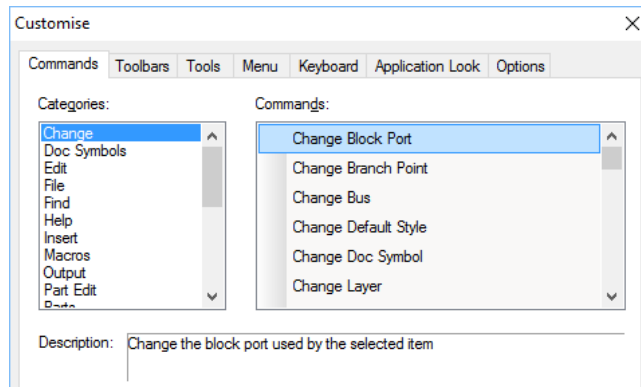 Customise
Commands Toolbars Tools Menu Keyboard Application Look Options
Categories:
Change
Doc Symbols
Edit
File
Find
Help
Insert
Macros
Output
Part Edit
Parts
Commands:
Change Block Port
Change Branch Point
Change Bus
Change Default Style
Change Doc Symbol
Change Layer
Description: Change the block port used by the selected item